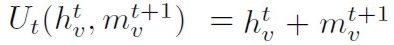 $U_t(h_v^t, m_v^{t+1}) = h_v^t + m_v^{t+1}$